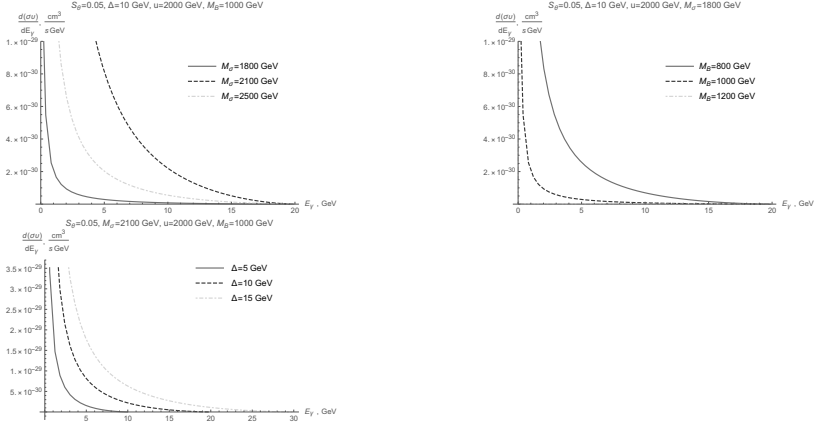 S_θ=0.05, Δ=10 GeV, u=2000 GeV, M_B=1000 GeV
d(σu)/dE_γ, cm³/s GeV
1.×10⁻²⁹
8.×10⁻³⁰
6.×10⁻³⁰
4.×10⁻³⁰
2.×10⁻³⁰
M_σ=1800 GeV
M_σ=2100 GeV
M_σ=2500 GeV
0 5 10 15 20
E_γ, GeV
S_θ=0.05, Δ=10 GeV, u=2000 GeV, M_σ=1800 GeV
d(σu)/dE_γ, cm³/s GeV
1.×10⁻²⁹
8.×10⁻³⁰
6.×10⁻³⁰
4.×10⁻³⁰
2.×10⁻³⁰
M_B=800 GeV
M_B=1000 GeV
M_B=1200 GeV
0 5 10 15 20
E_γ, GeV
S_θ=0.05, M_σ=2100 GeV, u=2000 GeV, M_B=1000 GeV
d(σu)/dE_γ, cm³/s GeV
3.5×10⁻²⁹
3.×10⁻²⁹
2.5×10⁻²⁹
2.×10⁻²⁹
1.5×10⁻²⁹
1.×10⁻²⁹
5.×10⁻³⁰
Δ=5 GeV
Δ=10 GeV
Δ=15 GeV
5 10 15 20 25 30
E_γ, GeV